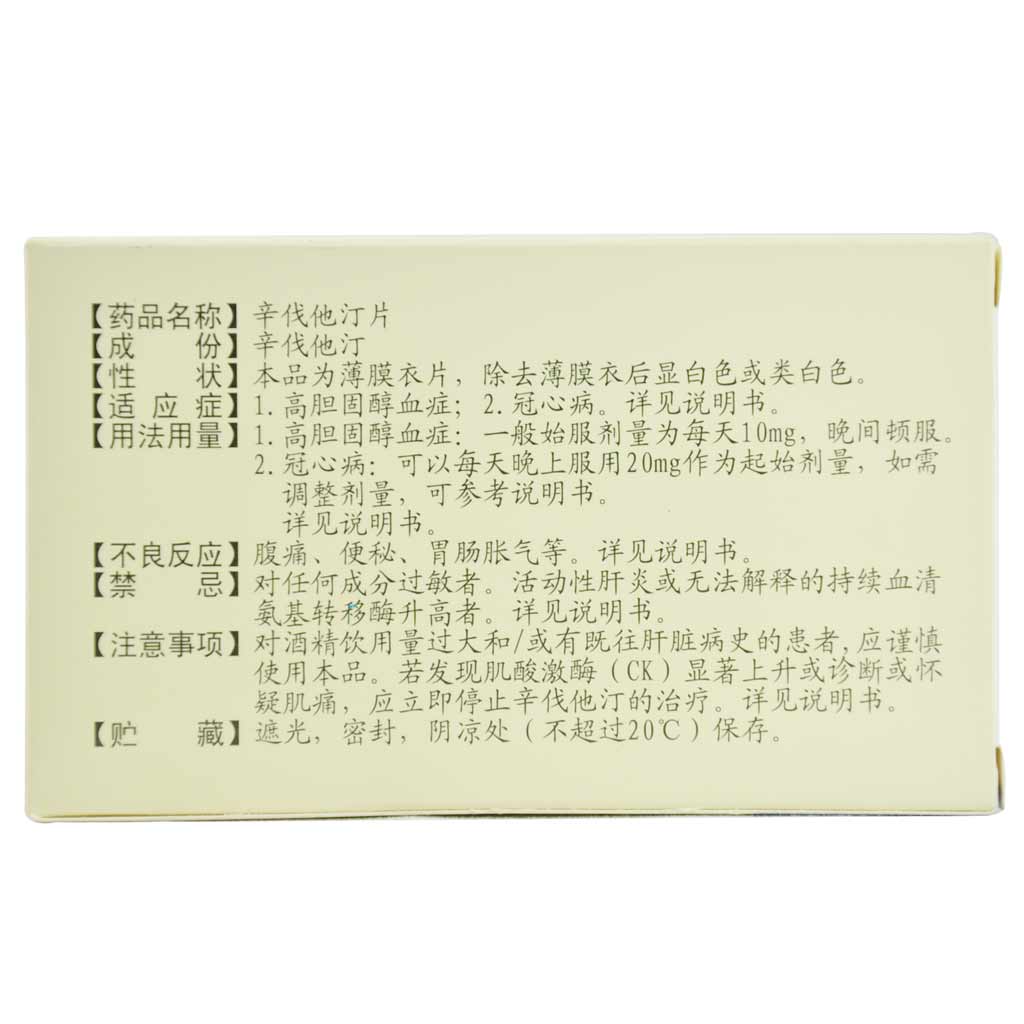 【药品名称】辛伐他汀片
【成 份】辛伐他汀
【性 状】本品为薄膜衣片，除去薄膜衣后显白色或类白色。
【适应症】1.高胆固醇血症；2.冠心病。详见说明书。
【用法用量】1.高胆固醇血症：一般始服剂量为每天10mg，晚间顿服。
2.冠心病：可以每天晚上服用20mg作为起始剂量，如需
调整剂量，可参考说明书。
详见说明书。
【不良反应】腹痛、便秘、胃肠胀气等。详见说明书。
【禁 忌】对任何成分过敏者。活动性肝炎或无法解释的持续血清
氨基转移酶升高者。详见说明书。
【注意事项】对酒精饮用量过大和/或有既往肝脏病史的患者,应谨慎
使用本品。若发现肌酸激酶（CK）显著上升或诊断或怀
疑肌痛，应立即停止辛伐他汀的治疗。详见说明书。
【贮 藏】遮光，密封，阴凉处（不超过20℃）保存。